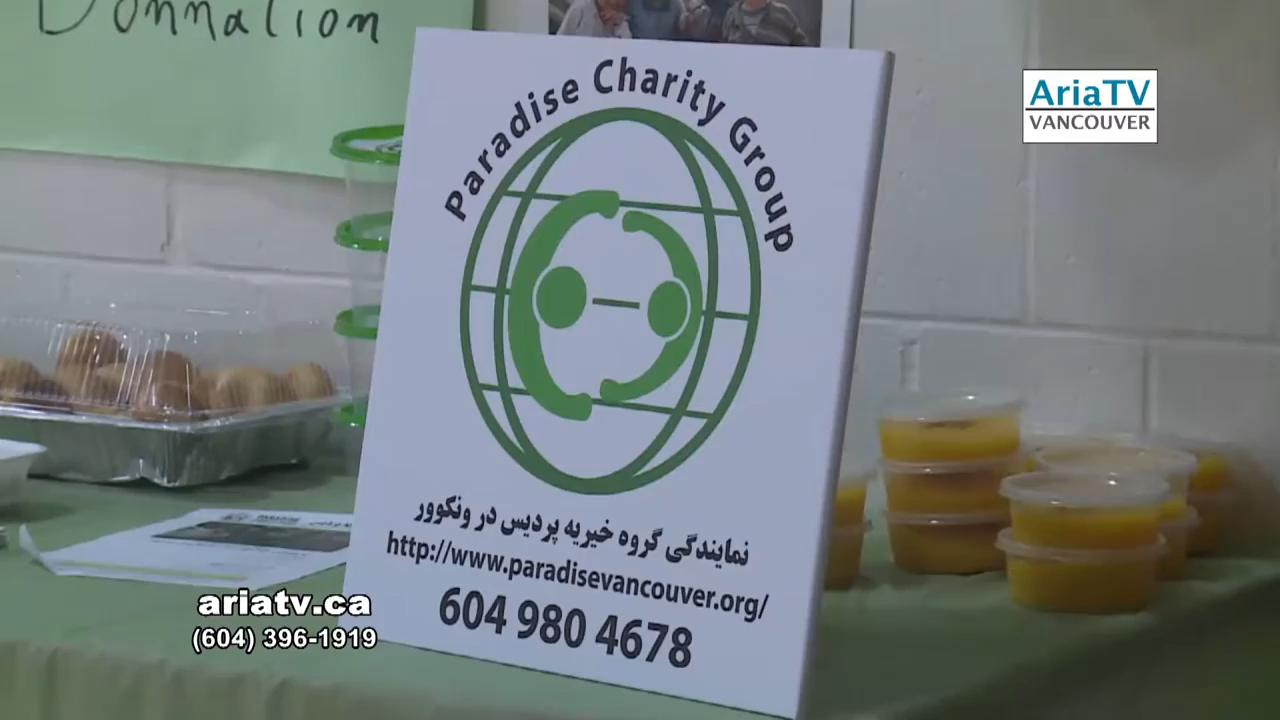 Donnation
AriaTV
VANCOUVER
Paradise Charity Group
نمایندگی گروه خیریه پردیس در ونکوور
http://www.paradisevancouver.org/
604 980 4678
ariatv.ca
(604) 396-1919